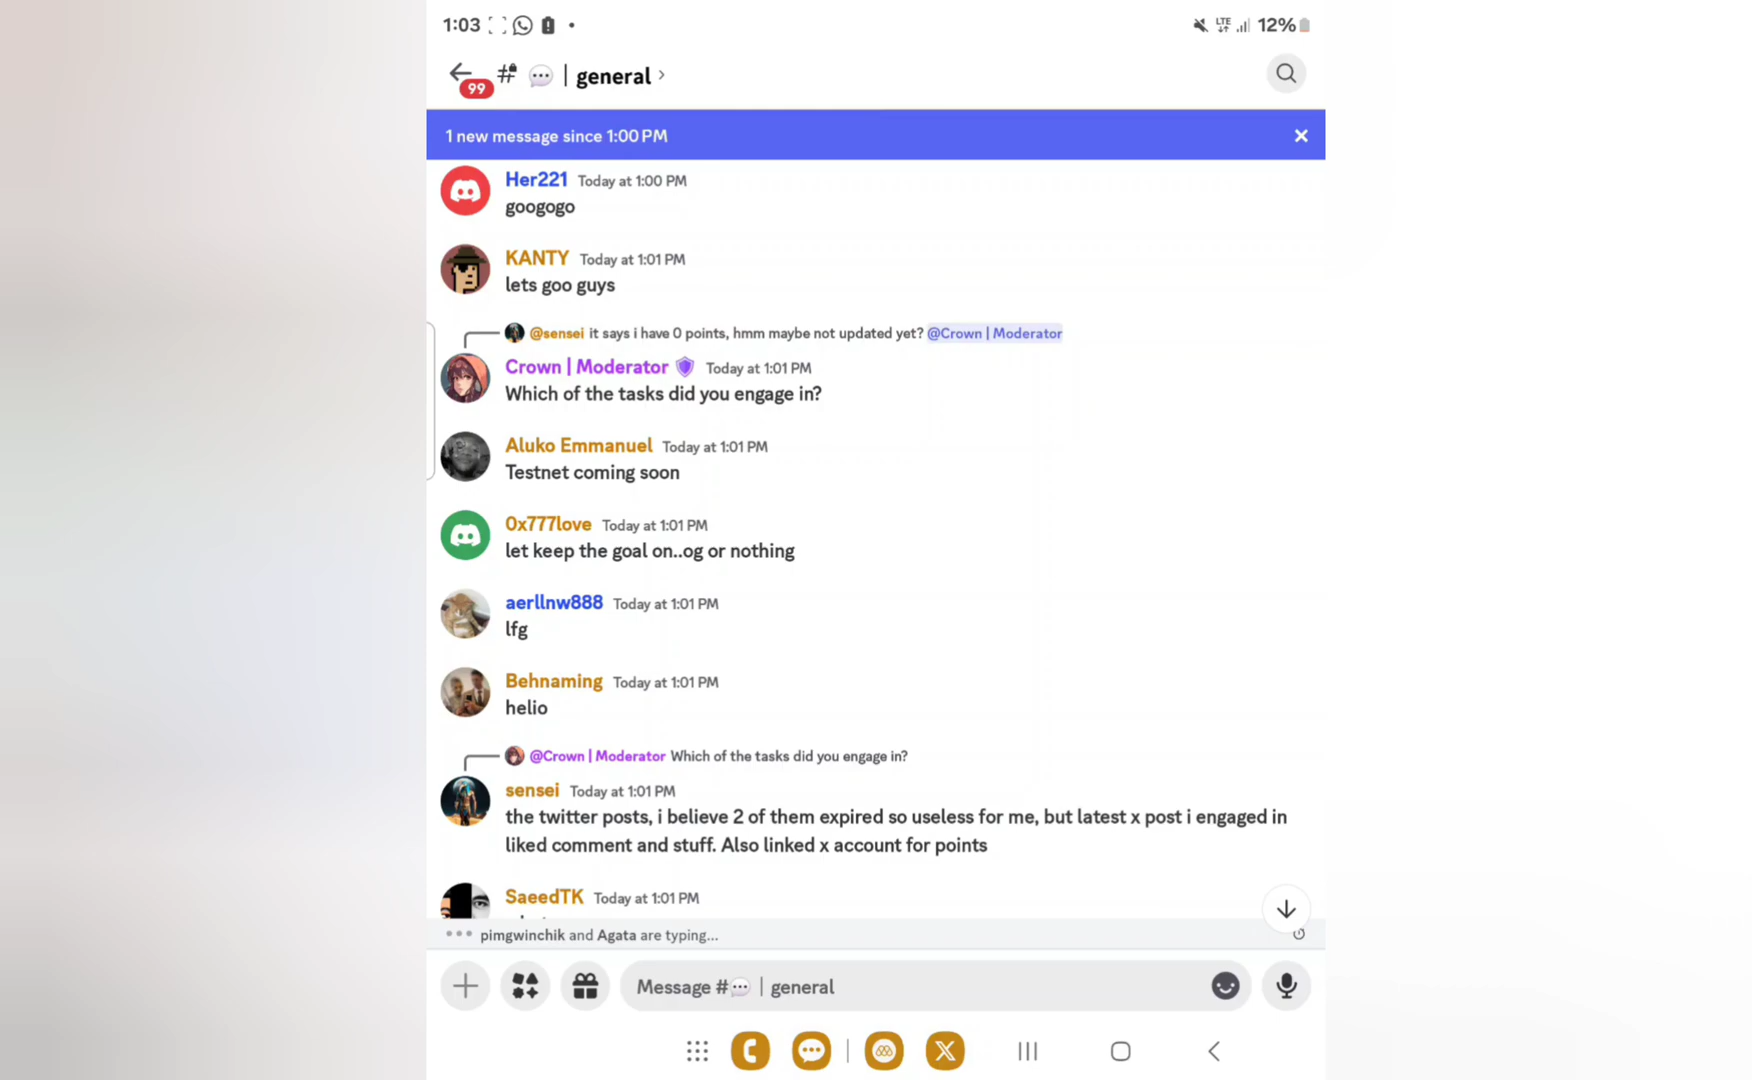 1:03
LTE
12%
99
# | general ›
1 new message since 1:00 PM
Her221 Today at 1:00 PM
googogo
KANTY Today at 1:01 PM
lets goo guys
@sensei it says i have 0 points, hmm maybe not updated yet? @Crown | Moderator
Crown | Moderator Today at 1:01 PM
Which of the tasks did you engage in?
Aluko Emmanuel Today at 1:01 PM
Testnet coming soon
0x777love Today at 1:01 PM
let keep the goal on..og or nothing
aerllnw888 Today at 1:01 PM
lfg
Behnaming Today at 1:01 PM
helio
@Crown | Moderator Which of the tasks did you engage in?
sensei Today at 1:01 PM
the twitter posts, i believe 2 of them expired so useless for me, but latest x post i engaged in
liked comment and stuff. Also linked x account for points
SaeedTK Today at 1:01 PM
pimgwinchik and Agata are typing...
Message #💬 | general